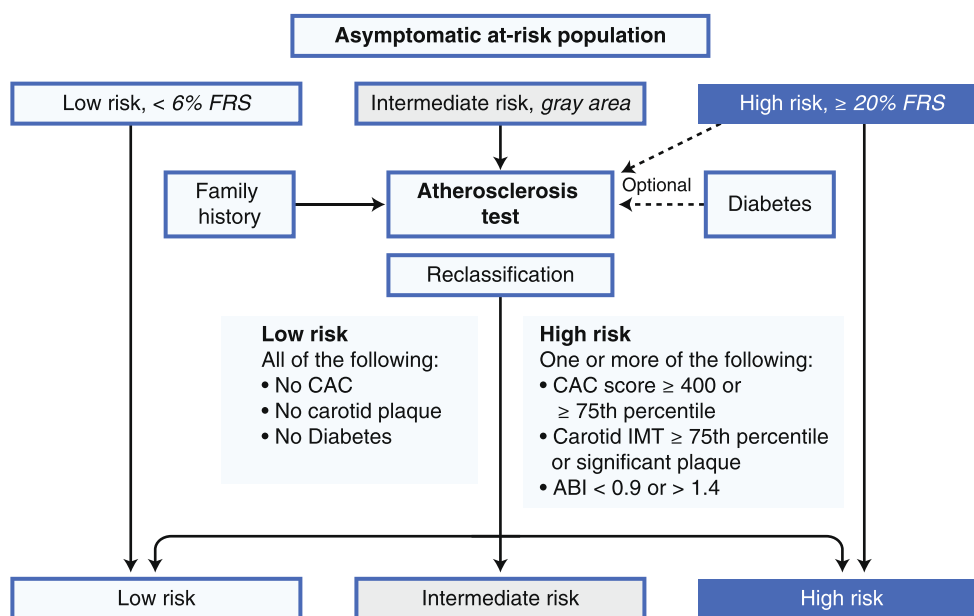 Asymptomatic at-risk population
Low risk, < 6% FRS
Intermediate risk, gray area
High risk, ≥ 20% FRS
Family
history
Atherosclerosis
test
Optional
Diabetes
Reclassification
Low risk
All of the following:
• No CAC
• No carotid plaque
• No Diabetes
High risk
One or more of the following:
• CAC score ≥ 400 or
≥ 75th percentile
• Carotid IMT ≥ 75th percentile
or significant plaque
• ABI < 0.9 or > 1.4
Low risk
Intermediate risk
High risk